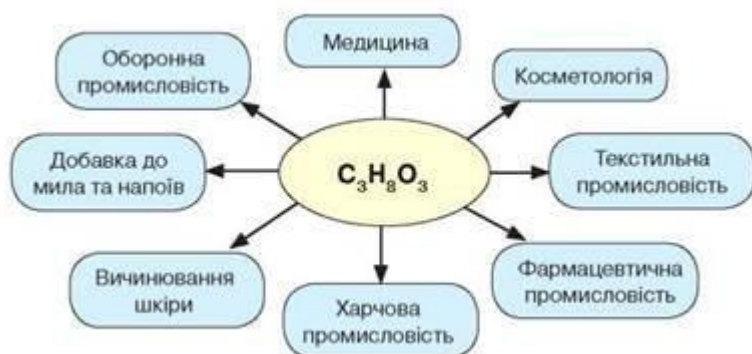 Медицина
Оборонна
промисловість
Косметологія
Добавка до
мила та напоїв
C₃H₈O₃
Текстильна
промисловість
Вичинювання
шкіри
Харчова
промисловість
Фармацевтична
промисловість